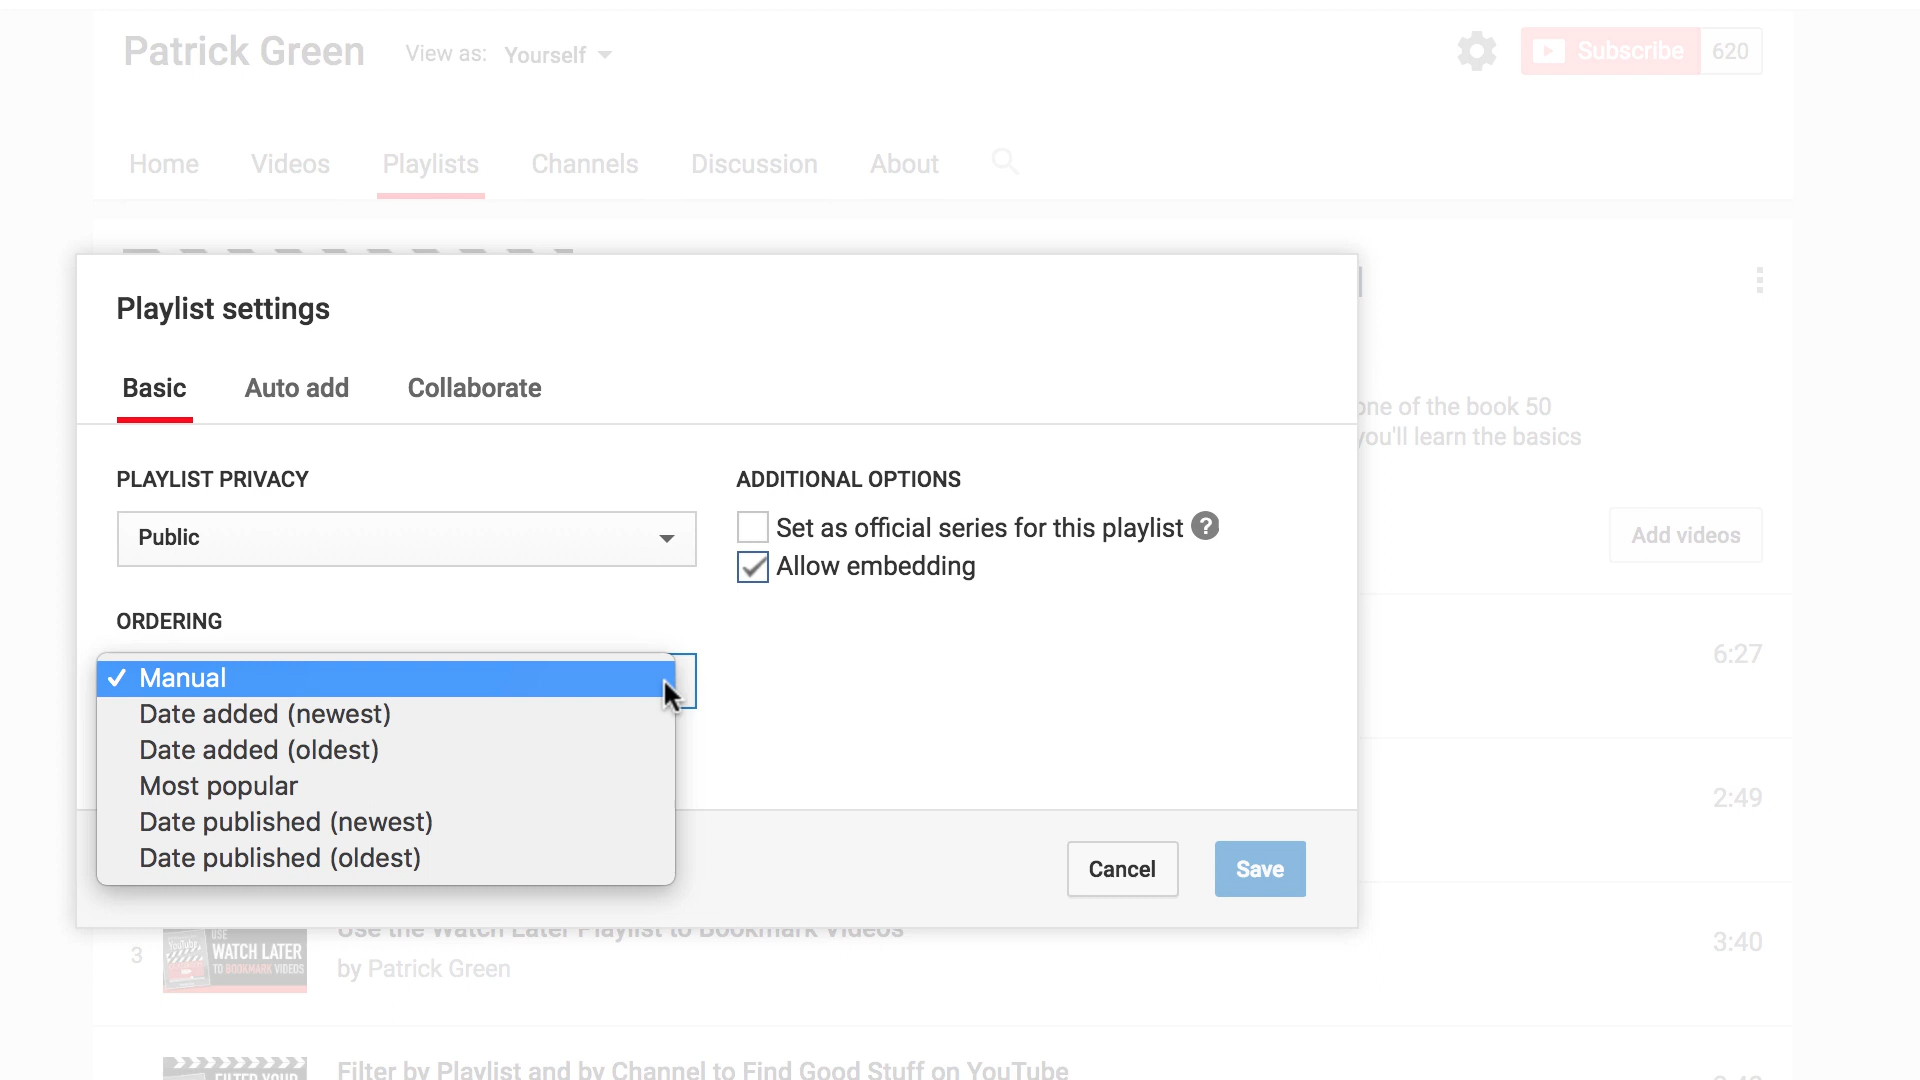 Patrick Green View as: Yourself
Subscribe 620
Home Videos Playlists Channels Discussion About
Playlist settings
Basic Auto add Collaborate
one of the book 50
you'll learn the basics
PLAYLIST PRIVACY
Public
ADDITIONAL OPTIONS
Set as official series for this playlist ?
Allow embedding
Add videos
ORDERING
Manual
Date added (newest)
Date added (oldest)
Most popular
Date published (newest)
Date published (oldest)
6:27
2:49
Cancel Save
3
USE
WATCH LATER
TO BOOKMARK VIDEOS
YouTube
Use the Watch Later Playlist to Bookmark Videos
by Patrick Green
3:40
FILTER YOUR
Filter by Playlist and by Channel to Find Good Stuff on YouTube